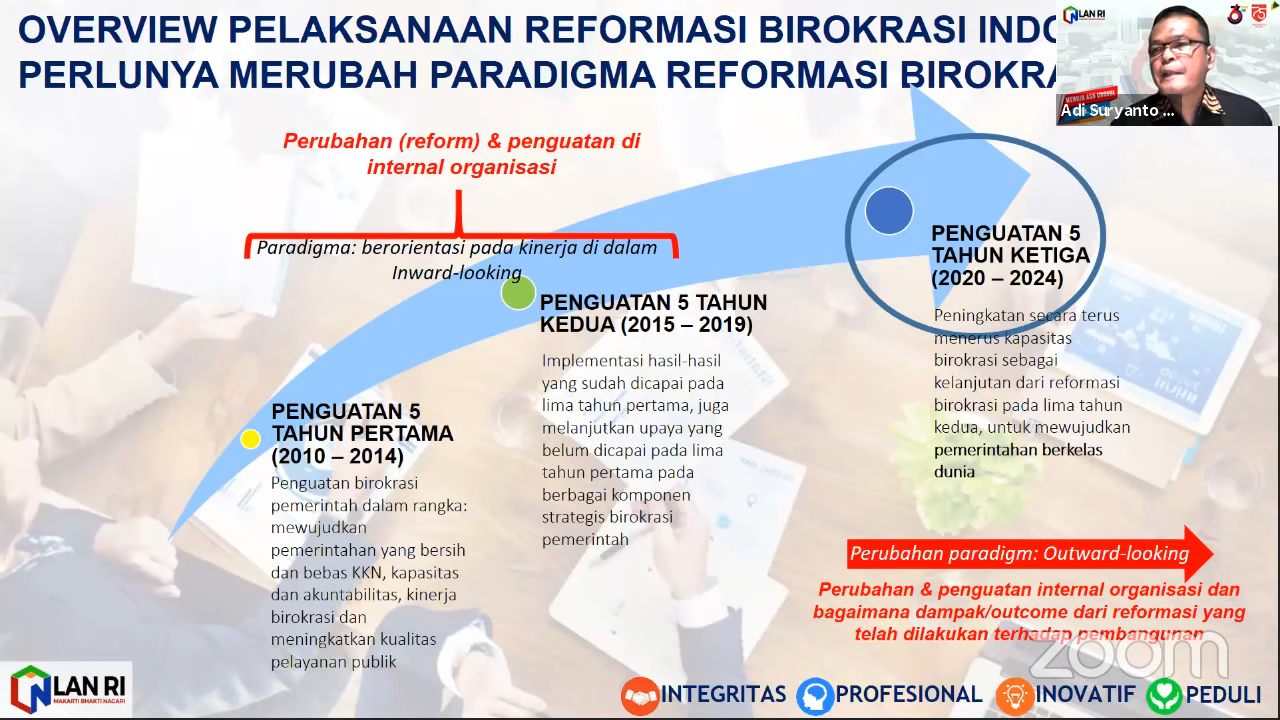 OVERVIEW PELAKSANAAN REFORMASI BIROKRASI
PERLUNYA MERUBAH PARADIGMA REFORMASI
LAN RI
Adi Suryanto ...
Perubahan (reform) & penguatan di
internal organisasi
Paradigma: berorientasi pada kinerja di dalam
Inward-looking
PENGUATAN 5
TAHUN PERTAMA
(2010 – 2014)
Penguatan birokrasi
pemerintah dalam rangka:
mewujudkan
pemerintahan yang bersih
dan bebas KKN, kapasitas
dan akuntabilitas, kinerja
birokrasi dan
meningkatkan kualitas
pelayanan publik
PENGUATAN 5 TAHUN
KEDUA (2015 – 2019)
Implementasi hasil-hasil
yang sudah dicapai pada
lima tahun pertama, juga
melanjutkan upaya yang
belum dicapai pada lima
tahun pertama pada
berbagai komponen
strategis birokrasi
pemerintah
PENGUATAN 5
TAHUN KETIGA
(2020 – 2024)
Peningkatan secara terus
menerus kapasitas
birokrasi sebagai
kelanjutan dari reformasi
birokrasi pada lima tahun
kedua, untuk mewujudkan
pemerintahan berkelas
dunia
Perubahan paradigm: Outward-looking
Perubahan & penguatan internal organisasi dan
bagaimana dampak/outcome dari reformasi yang
telah dilakukan terhadap pembangunan
zoom
LAN RI
MAKARTI BHAKTI NAGARI
INTEGRITAS PROFESIONAL INOVATIF PEDULI